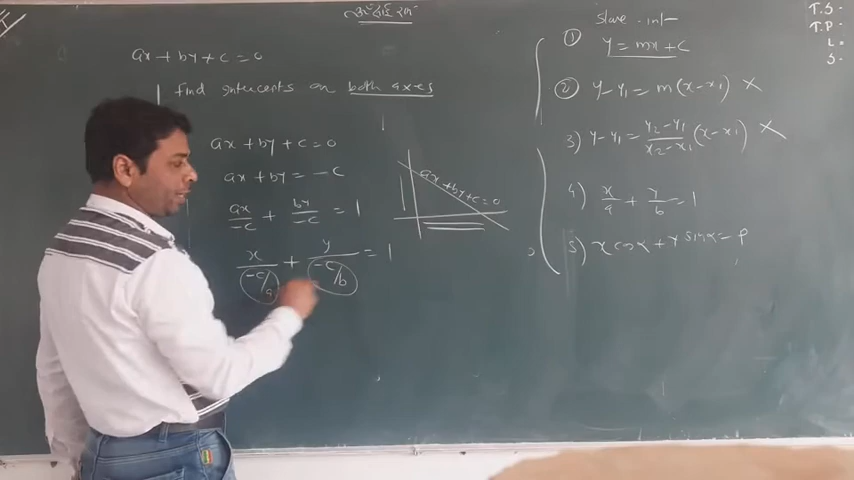 T.S-
T.P-
L=
S-
ax + by + c = 0
find intercepts on both axes
ax + by + c = 0
ax + by = -c
ax/-c + by/-c = 1
x/(-c/a) + y/(-c/b) = 1
ax + by + c = 0
1 slave - int-
y = mx + c
2 y - y₁ = m(x - x₁) ×
3) y - y₁ = (y₂ - y₁)/(x₂ - x₁) (x - x₁) ×
4) x/a + y/b = 1
5) x cos α + y sin α = p